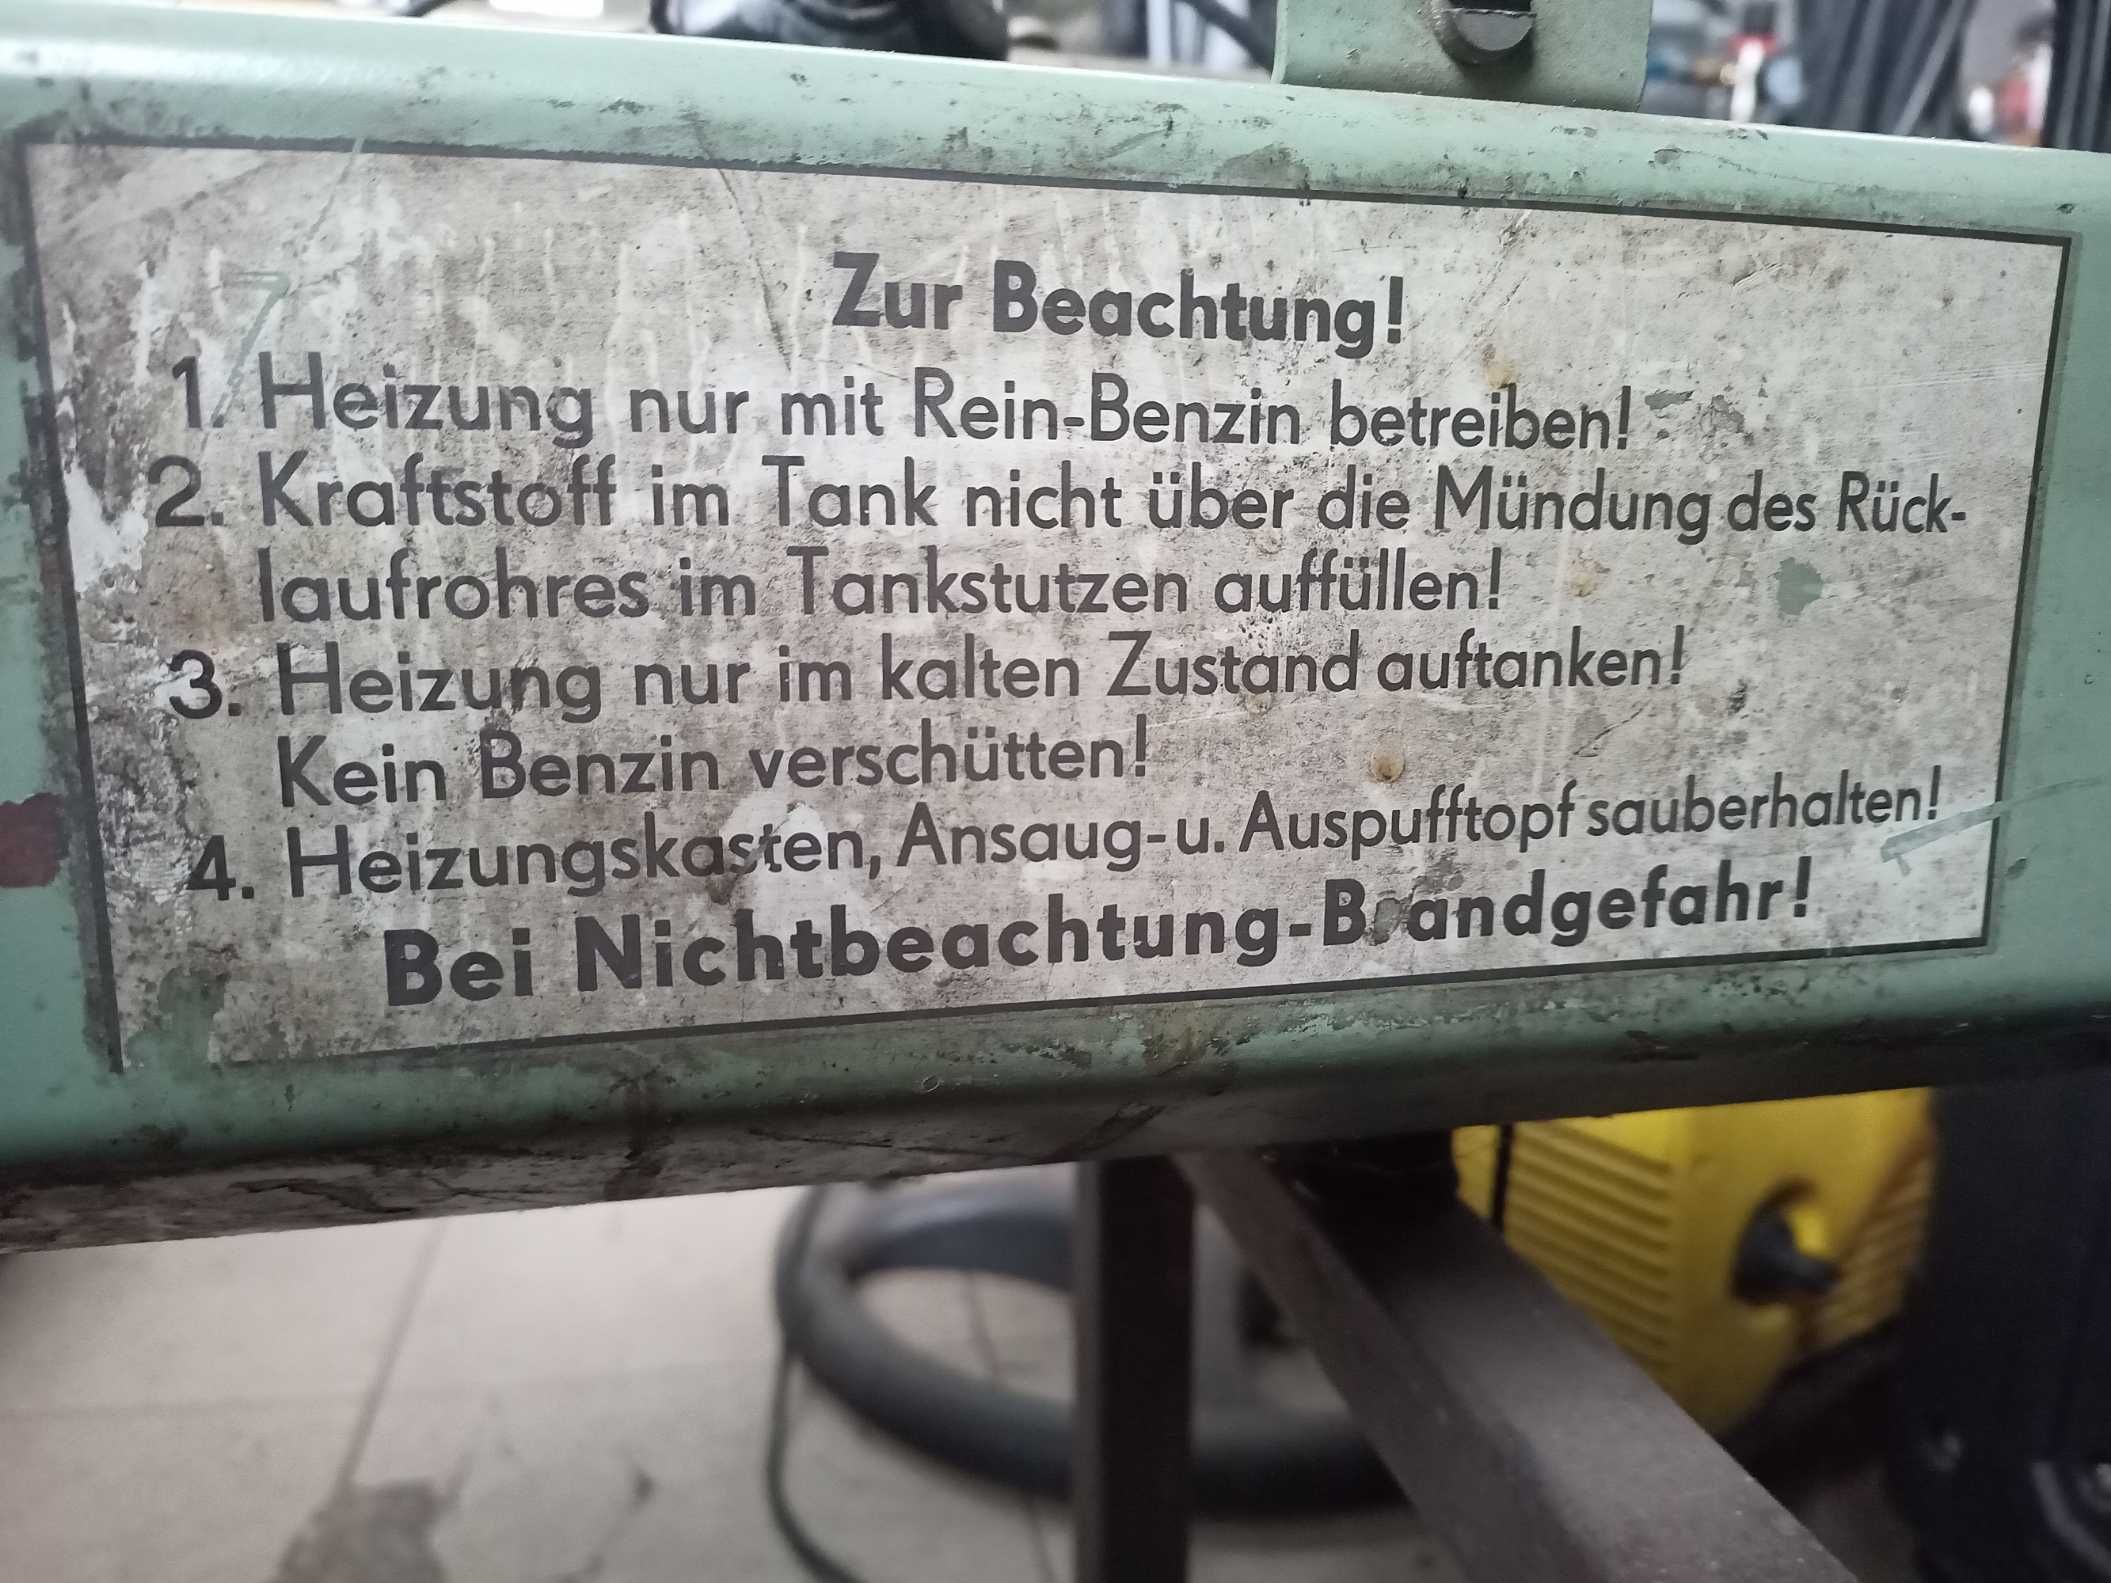 Zur Beachtung!
1. Heizung nur mit Rein-Benzin betreiben!
2. Kraftstoff im Tank nicht über die Mündung des Rück-
laufrohres im Tankstutzen auffüllen!
3. Heizung nur im kalten Zustand auftanken!
Kein Benzin verschütten!
4. Heizungskasten, Ansaug-u. Auspufftopf sauberhalten!
Bei Nichtbeachtung-Brandgefahr!